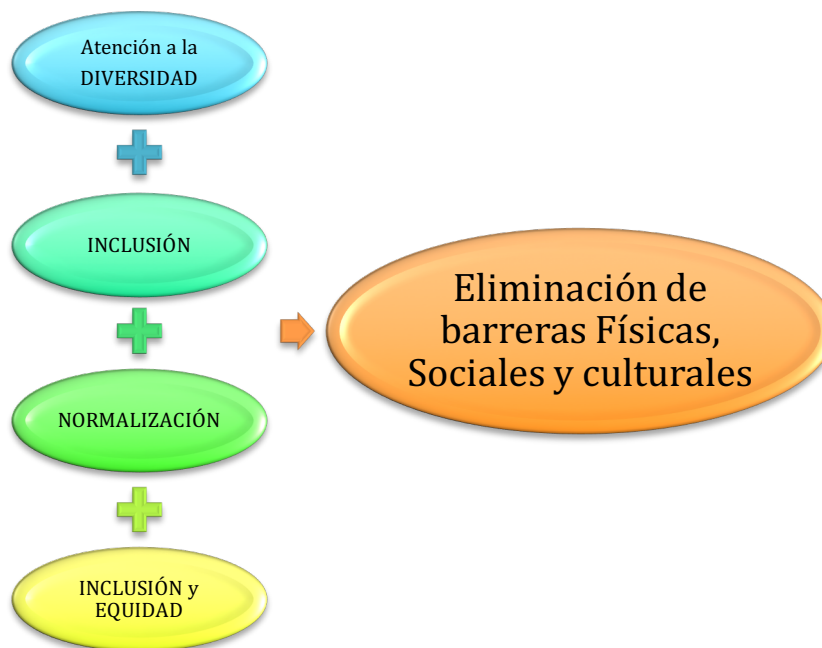 Atención a la
DIVERSIDAD
INCLUSIÓN
NORMALIZACIÓN
INCLUSIÓN y
EQUIDAD
Eliminación de
barreras Físicas,
Sociales y culturales